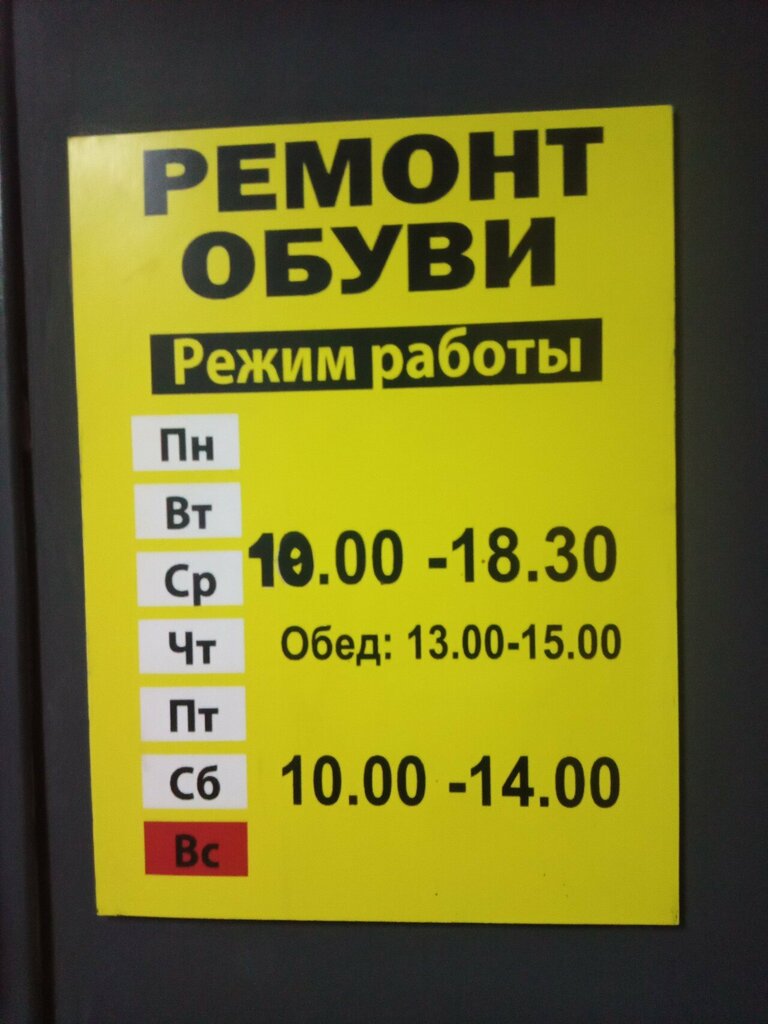 РЕМОНТ
ОБУВИ
Режим работы
Пн
Вт
Ср
10.00 -18.30
Чт
Обед: 13.00-15.00
Пт
Сб 10.00 -14.00
Вс